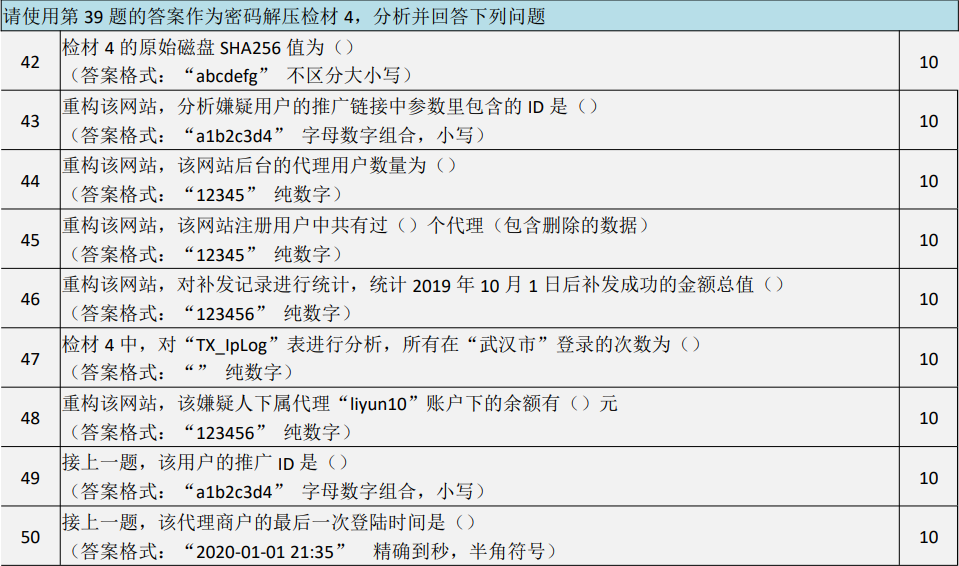 请使用第 39 题的答案作为密码解压检材 4，分析并回答下列问题
42 检材 4 的原始磁盘 SHA256 值为（） 10
（答案格式：“abcdefg” 不区分大小写）
43 重构该网站，分析嫌疑用户的推广链接中参数里包含的 ID 是（） 10
（答案格式：“a1b2c3d4” 字母数字组合，小写）
44 重构该网站，该网站后台的代理用户数量为（） 10
（答案格式：“12345” 纯数字）
45 重构该网站，该网站注册用户中共有过（）个代理（包含删除的数据） 10
（答案格式：“12345” 纯数字）
46 重构该网站，对补发记录进行统计，统计 2019 年 10 月 1 日后补发成功的金额总值（） 10
（答案格式：“123456” 纯数字）
47 检材 4 中，对“TX_IpLog”表进行分析，所有在“武汉市”登录的次数为（） 10
（答案格式：“” 纯数字）
48 重构该网站，该嫌疑人下属代理“liyun10”账户下的余额有（）元 10
（答案格式：“123456” 纯数字）
49 接上一题，该用户的推广 ID 是（） 10
（答案格式：“a1b2c3d4” 字母数字组合，小写）
50 接上一题，该代理商户的最后一次登陆时间是（） 10
（答案格式：“2020-01-01 21:35” 精确到秒，半角符号）